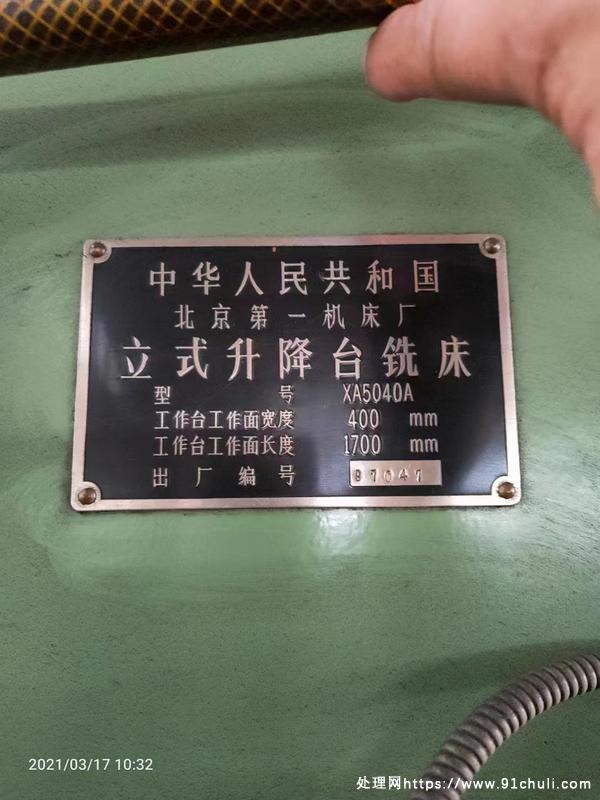 中华人民共和国
北京第一机床厂
立式升降台铣床
型号 XA5040A
工作台工作面宽度 400 mm
工作台工作面长度 1700 mm
出厂编号 97047
2021/03/17 10:32
处理网https://www.91chuli.com